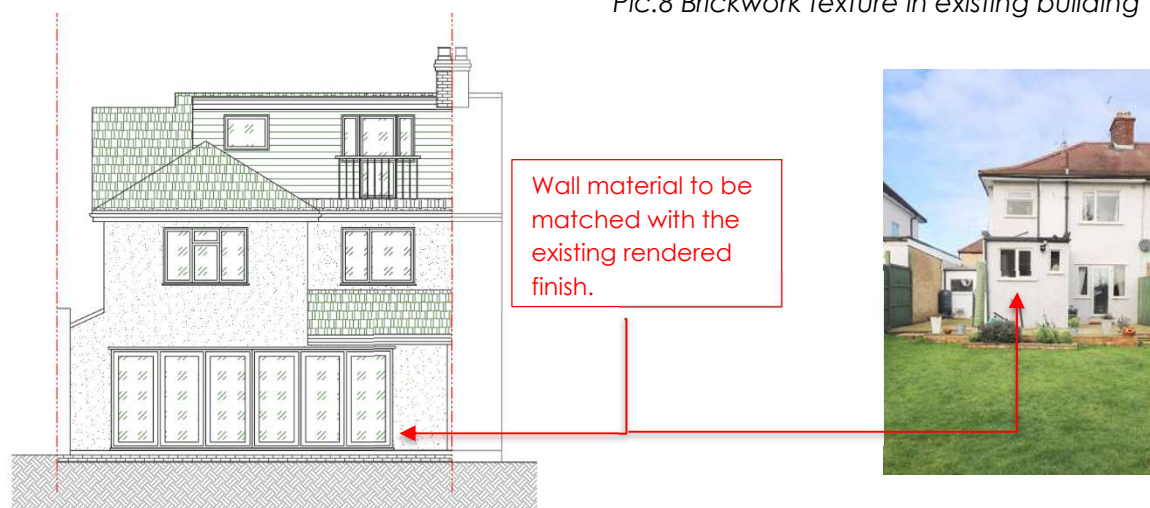 Pic.8 Brickwork texture in existing building
Wall material to be
matched with the
existing rendered
finish.